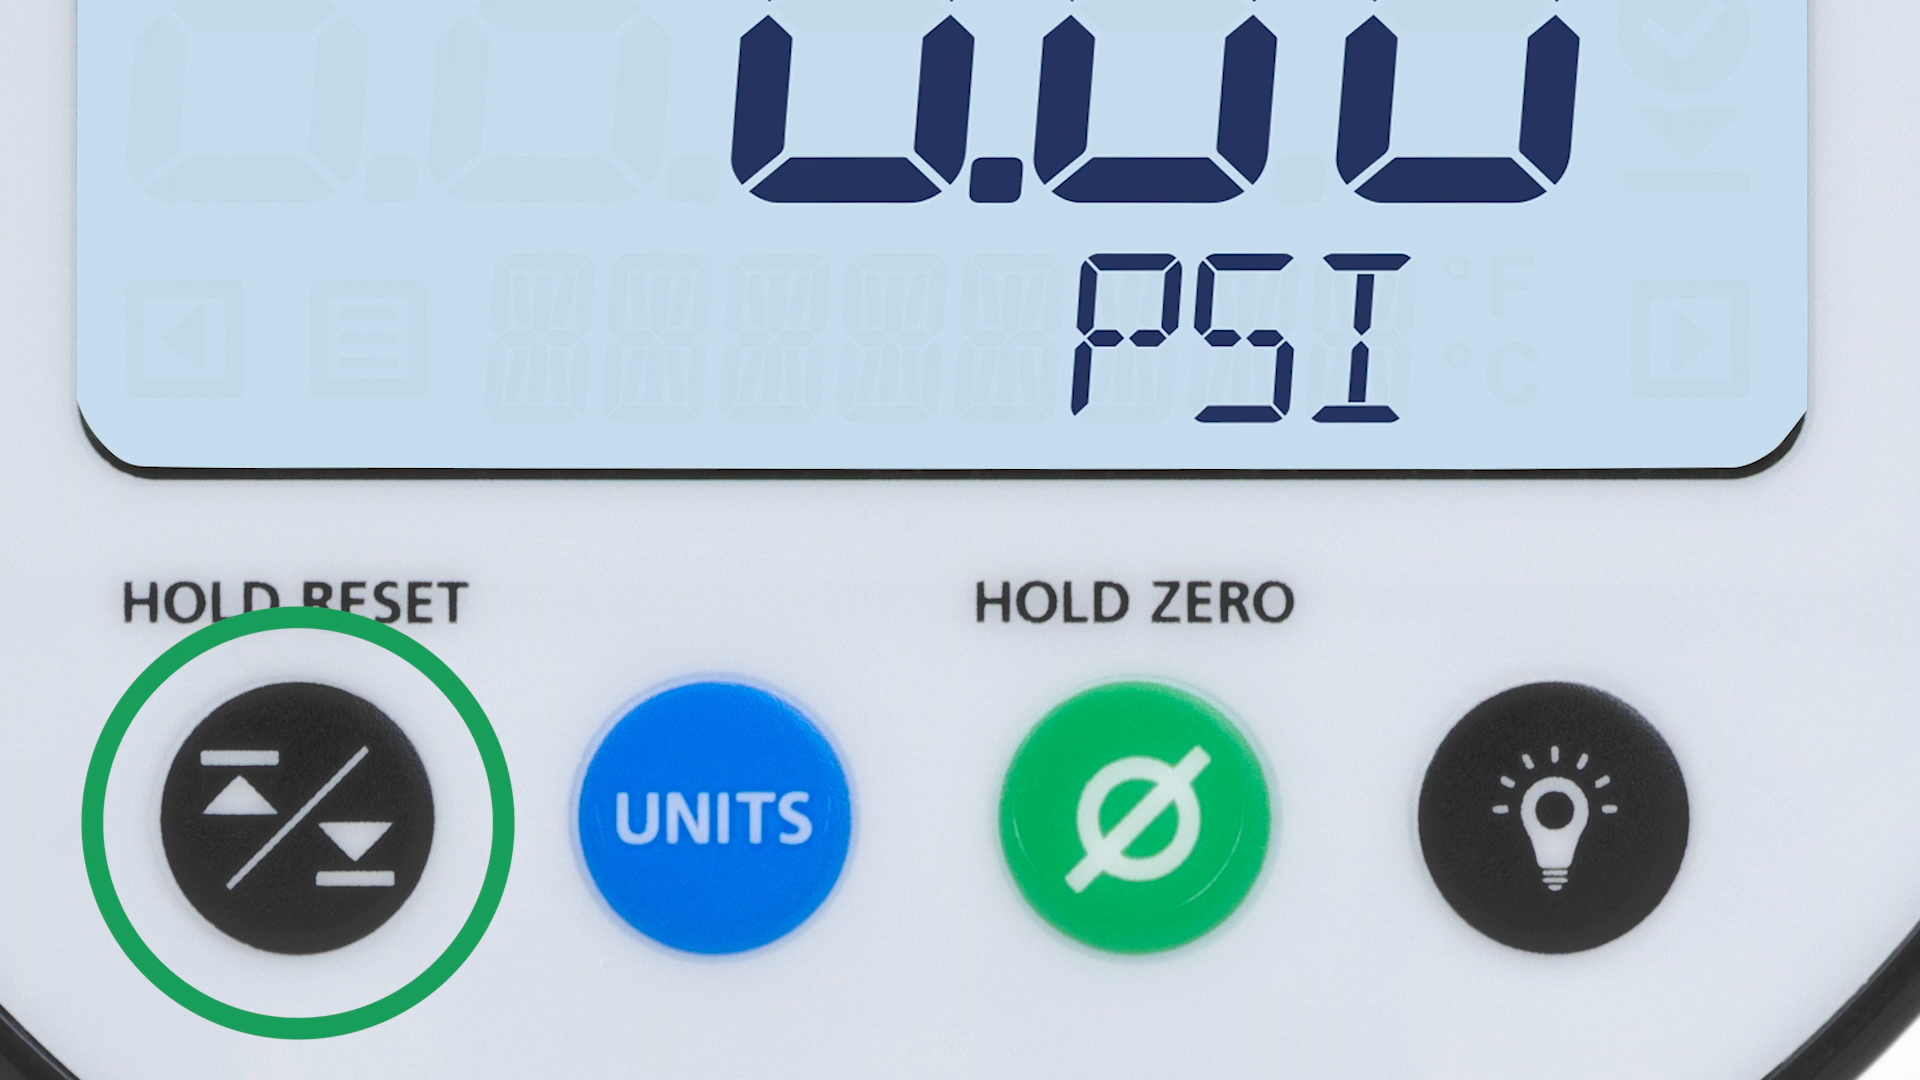 0.00
PSI
HOLD RESET
HOLD ZERO
UNITS